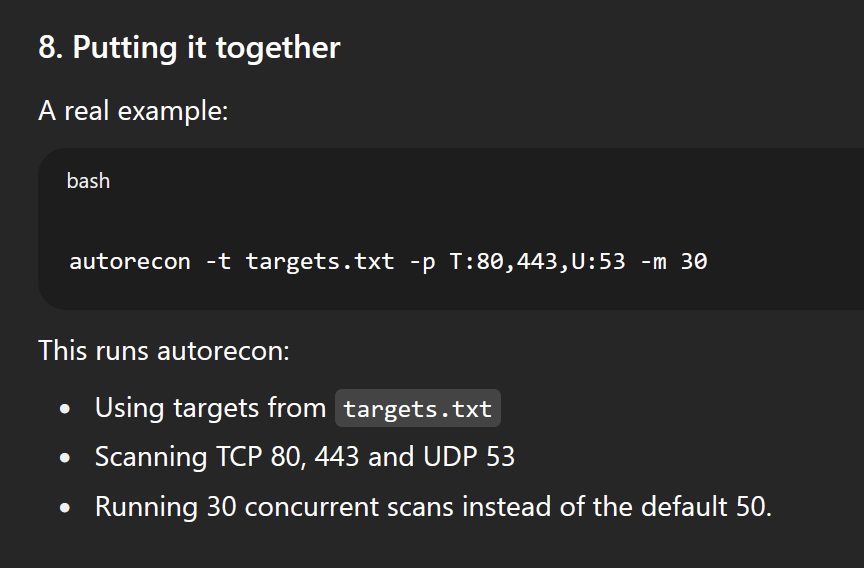 8. Putting it together
A real example:
bash
autorecon -t targets.txt -p T:80,443,U:53 -m 30
This runs autorecon:
• Using targets from targets.txt
• Scanning TCP 80, 443 and UDP 53
• Running 30 concurrent scans instead of the default 50.